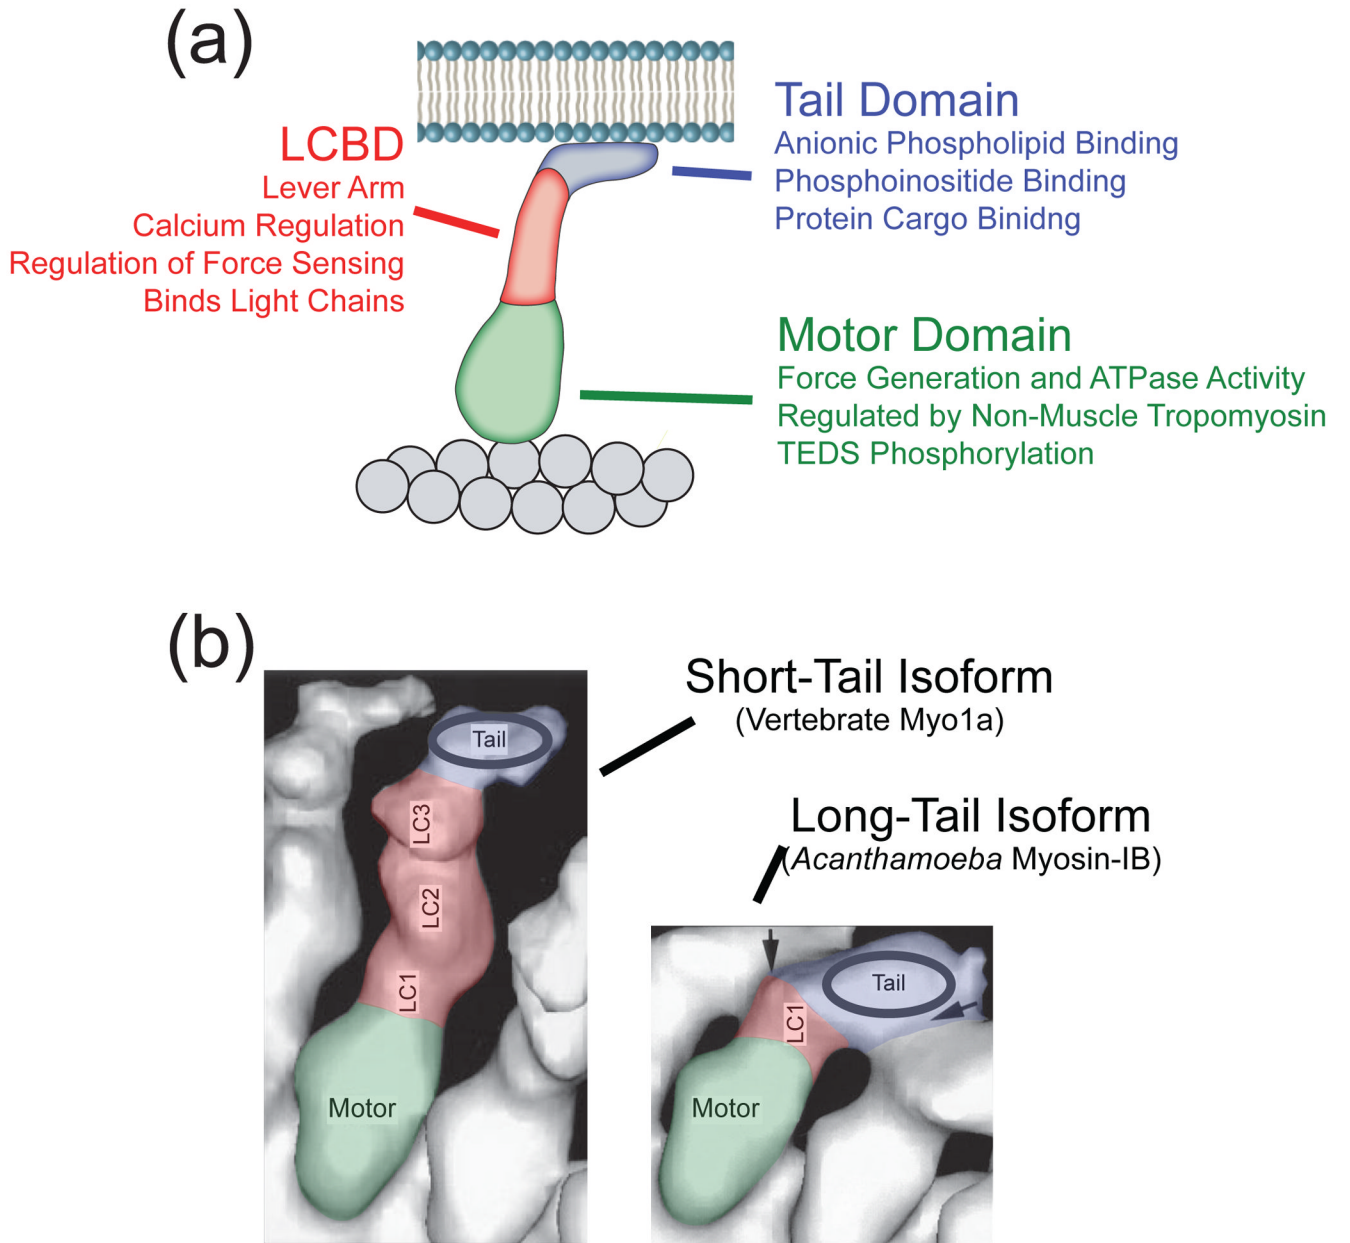 (a)
LCBD
Lever Arm
Calcium Regulation
Regulation of Force Sensing
Binds Light Chains
Tail Domain
Anionic Phospholipid Binding
Phosphoinositide Binding
Protein Cargo Binidng
Motor Domain
Force Generation and ATPase Activity
Regulated by Non-Muscle Tropomyosin
TEDS Phosphorylation
(b)
Tail
LC3
LC2
LC1
Motor
Short-Tail Isoform
(Vertebrate Myo1a)
Long-Tail Isoform
(Acanthamoeba Myosin-IB)
Tail
LC1
Motor